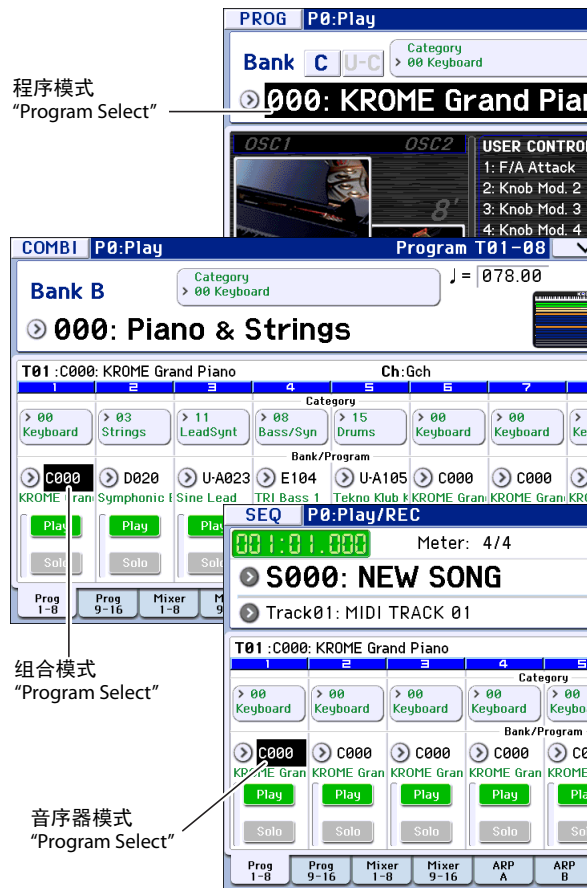 PROG P0:Play
Bank C U-C
Category
00 Keyboard
程序模式
“Program Select”
000: KROME Grand
OSC1 OSC2 USER
1: F/A Attack
2: Knob Mod. 2
3: Knob Mod. 3
4: Knob Mod. 4
8'
COMBI P0:Play Program T01-08
Bank B
Category
00 Keyboard
♩= 078.00
000: Piano & Strings
T01 :C000: KROME Grand Piano Ch:Gch
1 2 3 4 5 6 7
Category
00 Keyboard 03 Strings 11 LeadSynt 08 Bass/Syn 15 Drums 00 Keyboard 00 Keyboard
Bank/Program
C000 D020 U-A023 E104 U-A105 C000 C000
KROME Symphonic Sine Lead TRI Bass 1 Tekno Klub KROME Gran KROME Gran
Play Play
Solo Solo
Prog 1-8 Prog 9-16 Mixer 1-8
组合模式
“Program Select”
SEQ P0:Play/REC
001:01.000 Meter: 4/4
S000: NEW SONG
Track01: MIDI TRACK 01
T01 :C000: KROME Grand Piano
1 2 3 4 5
Category
00 Keyboard 00 Keyboard 00 Keyboard 00 Keyboard 00
Bank/Program
C000 C000 C000 C000
KROME Gran KROME Gran KROME Gran KROME Gran
Play Play Play Play
Solo Solo Solo Solo
Prog 1-8 Prog 9-16 Mixer 1-8 Mixer 9-16 ARP A ARP B
音序器模式
“Program Select”